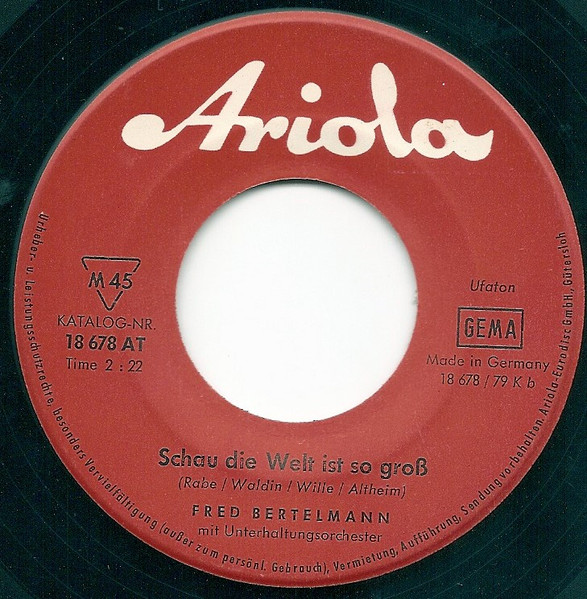 Ariola
M 45
KATALOG-NR.
18 678 AT
Time 2 : 22
Ufaton
GEMA
Made in Germany
18 678 / 79 K b
Schau die Welt ist so groß
(Rabe / Waldin / Wille / Altheim)
FRED BERTELMANN
mit Unterhaltungsorchester
Urheber- u. Leistungsschutzrechte, besonders Vervielfältigung (außer zum persönl. Gebrauch), Vermietung, Aufführung, Sendung vorbehalten. Ariola-Eurodisc GmbH., Gütersloh